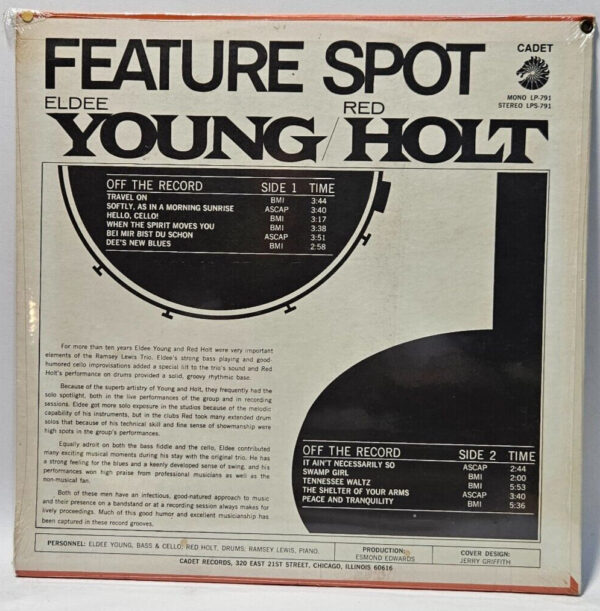 FEATURE SPOT
CADET
MONO LP-791
STEREO LPS-791
ELDEE RED
YOUNG/HOLT
OFF THE RECORD SIDE 1 TIME
TRAVEL ON BMI 3:44
SOFTLY, AS IN A MORNING SUNRISE ASCAP 3:40
HELLO, CELLO! BMI 3:17
WHEN THE SPIRIT MOVES YOU BMI 3:38
BEI MIR BIST DU SCHON ASCAP 3:51
DEE'S NEW BLUES BMI 2:58
For more than ten years Eldee Young and Red Holt were very important
elements of the Ramsey Lewis Trio. Eldee's strong bass playing and good-
humored cello improvisations added a special lilt to the trio's sound and Red
Holt's performance on drums provided a solid, groovy rhythmic base.
Because of the superb artistry of Young and Holt, they frequently had the
solo spotlight, both in the live performances of the group and in recording
sessions. Eldee got more solo exposure in the studios because of the melodic
capability of his instruments, but in the clubs Red took many extended drum
solos that because of his technical skill and fine sense of showmanship were
high spots in the group's performances.
Equally adroit on both the bass fiddle and the cello, Eldee contributed
many exciting musical moments during his stay with the original trio. He has
a strong feeling for the blues and a keenly developed sense of swing, and his
performances won high praise from professional musicians as well as the
non-musical fan.
Both of these men have an infectious, good-natured approach to music
and their presence on a bandstand or at a recording session always makes for
lively proceedings. Much of this good humor and excellent musicianship has
been captured in these record grooves.
OFF THE RECORD SIDE 2 TIME
IT AIN'T NECESSARILY SO ASCAP 2:44
SWAMP GIRL BMI 2:00
TENNESSEE WALTZ BMI 5:53
THE SHELTER OF YOUR ARMS ASCAP 3:40
PEACE AND TRANQUILITY BMI 5:36
PERSONNEL: ELDEE YOUNG, BASS & CELLO; RED HOLT, DRUMS; RAMSEY LEWIS, PIANO.
PRODUCTION:
ESMOND EDWARDS
COVER DESIGN:
JERRY GRIFFITH
CADET RECORDS, 320 EAST 21ST STREET, CHICAGO, ILLINOIS 60616